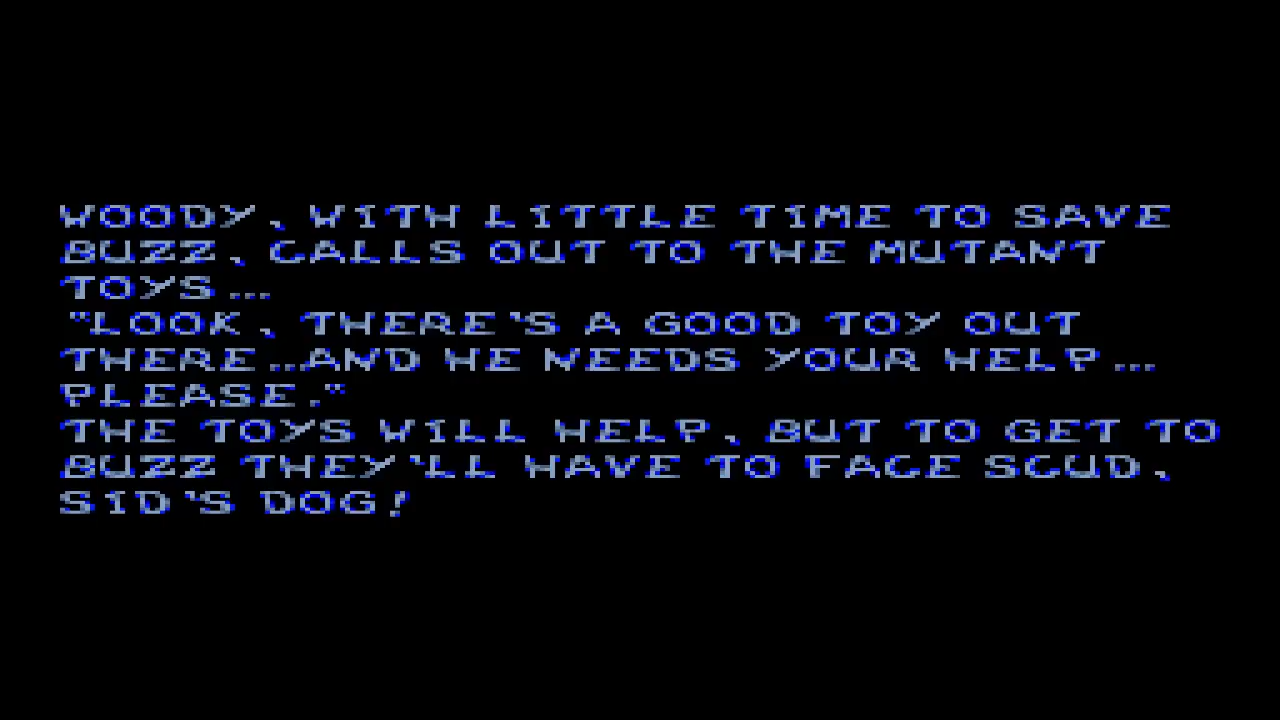 WOODY, WITH LITTLE TIME TO SAVE
BUZZ, CALLS OUT TO THE MUTANT
TOYS...
"LOOK, THERE'S A GOOD TOY OUT
THERE...AND HE NEEDS YOUR HELP...
PLEASE."
THE TOYS WILL HELP, BUT TO GET TO
BUZZ THEY'LL HAVE TO FACE SCUD,
SID'S DOG!